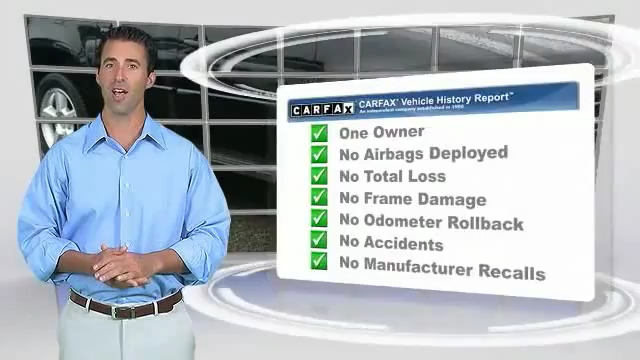 CARFAX
CARFAX Vehicle History Report™
An independent company established in 1986
One Owner
No Airbags Deployed
No Total Loss
No Frame Damage
No Odometer Rollback
No Accidents
No Manufacturer Recalls